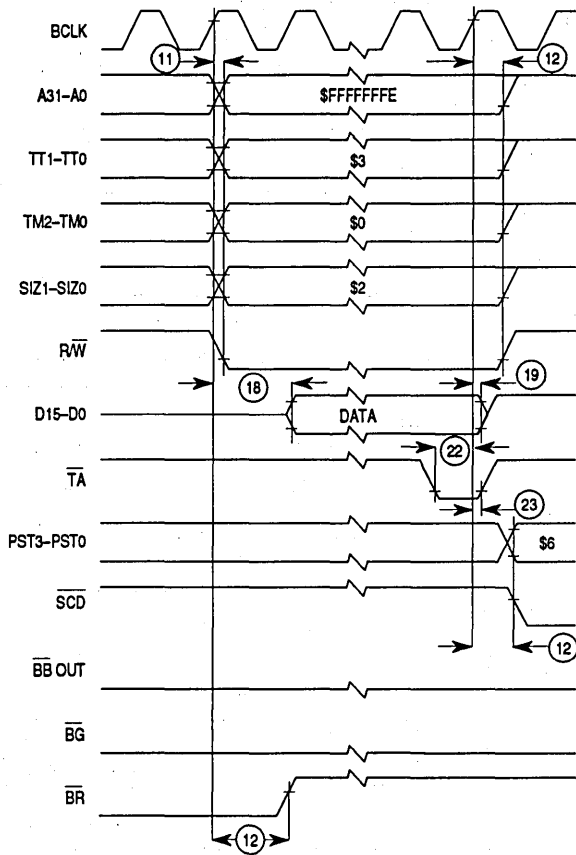 BCLK
11
12
A31–A0
$FFFFFFFE
TT1–TT0
$3
TM2–TM0
$0
SIZ1–SIZ0
$2
R/W
18
19
D15–D0
DATA
22
TA
23
PST3–PST0
$6
SCD
12
BB OUT
BG
BR
12